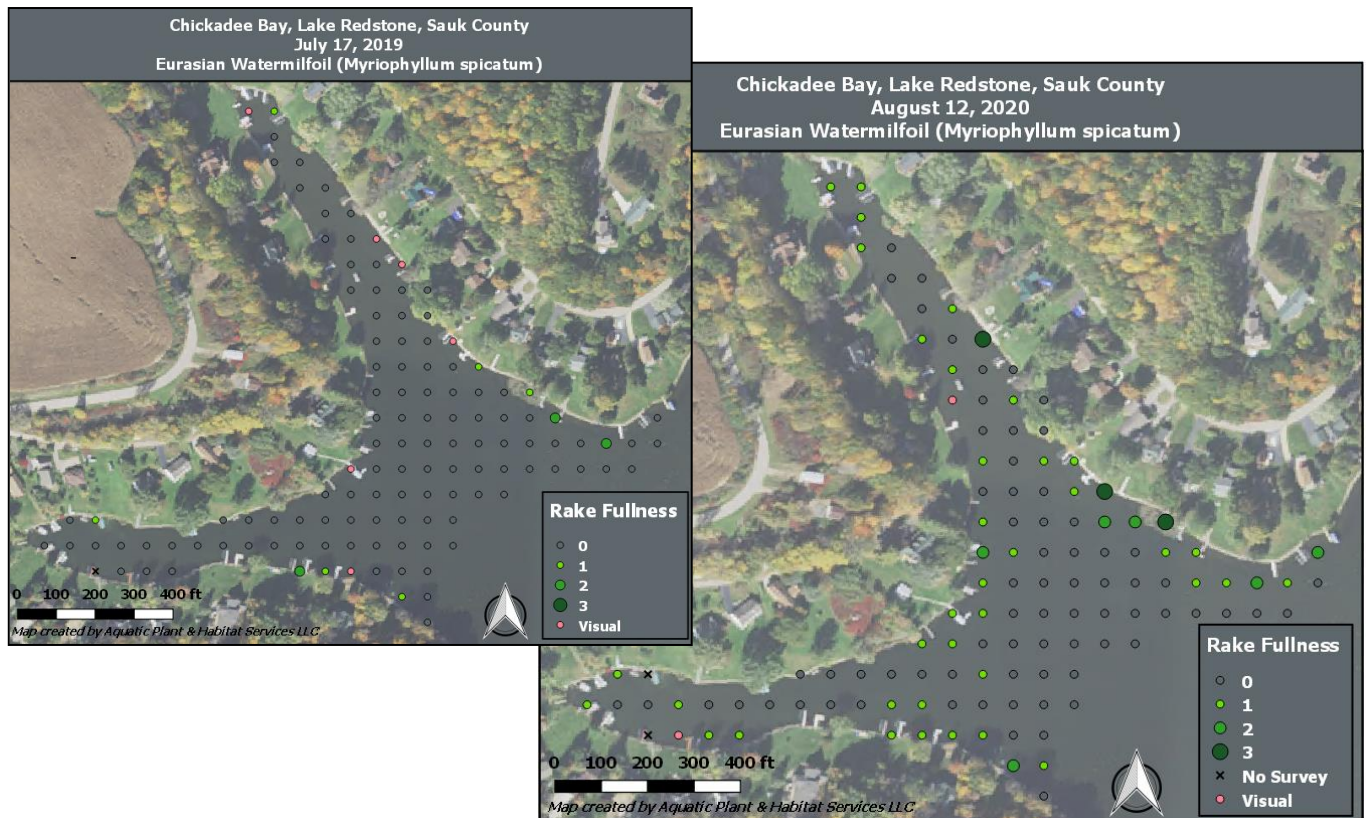 Chickadee Bay, Lake Redstone, Sauk County
July 17, 2019
Eurasian Watermilfoil (Myriophyllum spicatum)
Rake Fullness
0
1
2
3
Visual
0 100 200 300 400 ft
Map created by Aquatic Plant & Habitat Services LLC
Chickadee Bay, Lake Redstone, Sauk County
August 12, 2020
Eurasian Watermilfoil (Myriophyllum spicatum)
Rake Fullness
0
1
2
3
No Survey
Visual
0 100 200 300 400 ft
Map created by Aquatic Plant & Habitat Services LLC